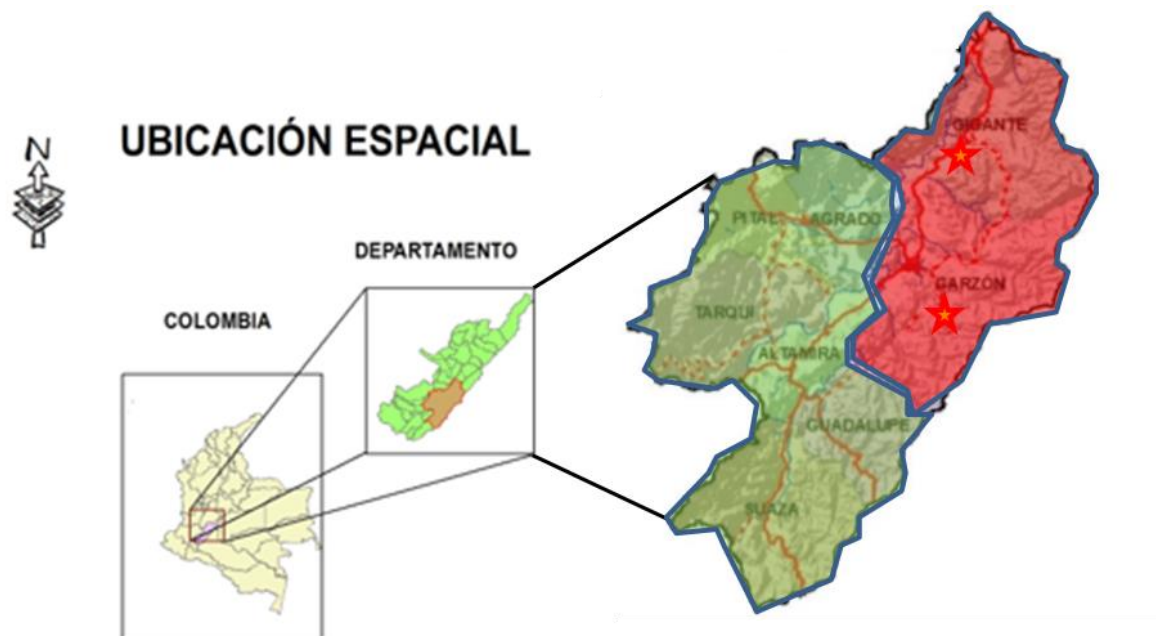 N
UBICACIÓN ESPACIAL
DEPARTAMENTO
COLOMBIA
GIGANTE
PITAL
AGRADO
GARZÓN
TARQUI
ALTAMIRA
GUADALUPE
SUAZA